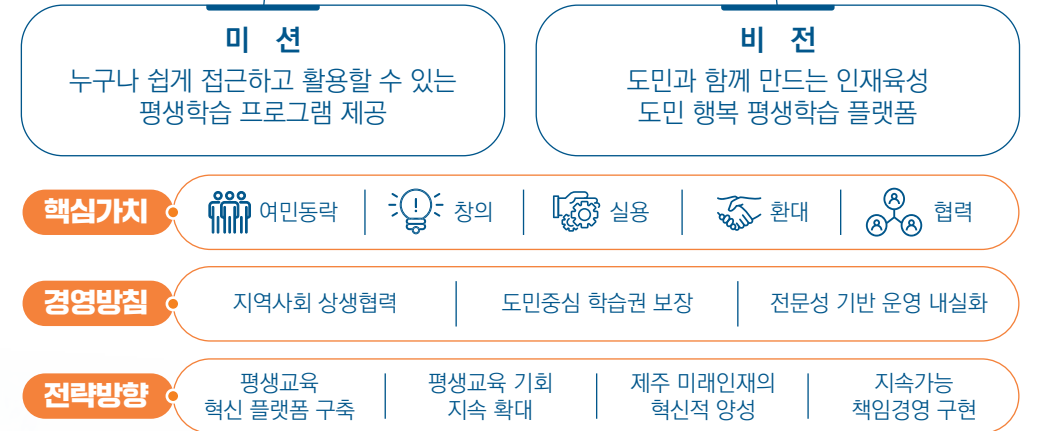 미 션
누구나 쉽게 접근하고 활용할 수 있는
평생학습 프로그램 제공
비 전
도민과 함께 만드는 인재육성
도민 행복 평생학습 플랫폼
핵심가치
여민동락
창의
실용
환대
협력
경영방침
지역사회 상생협력
도민중심 학습권 보장
전문성 기반 운영 내실화
전략방향
평생교육
혁신 플랫폼 구축
평생교육 기회
지속 확대
제주 미래인재의
혁신적 양성
지속가능
책임경영 구현